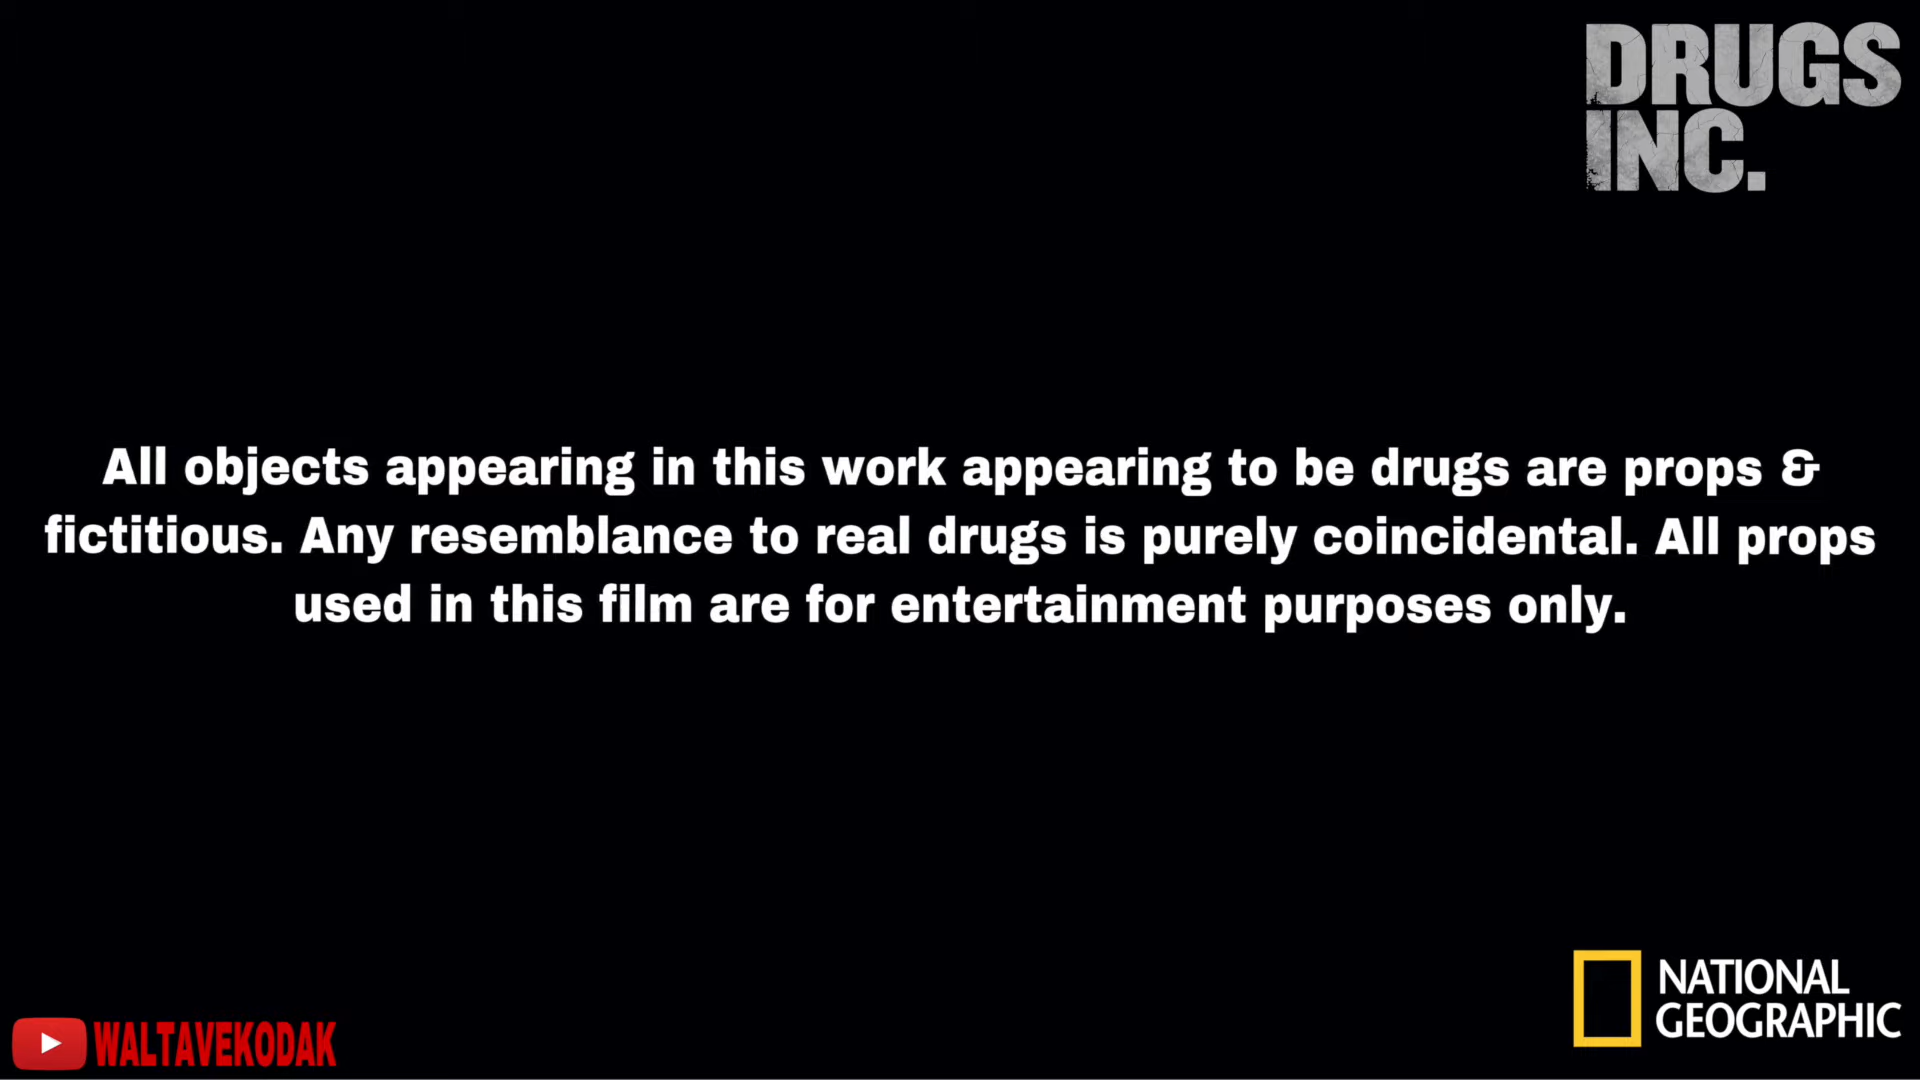 DRUGS
INC.
All objects appearing in this work appearing to be drugs are props &
fictitious. Any resemblance to real drugs is purely coincidental. All props
used in this film are for entertainment purposes only.
NATIONAL
GEOGRAPHIC
WALTAVEKODAK